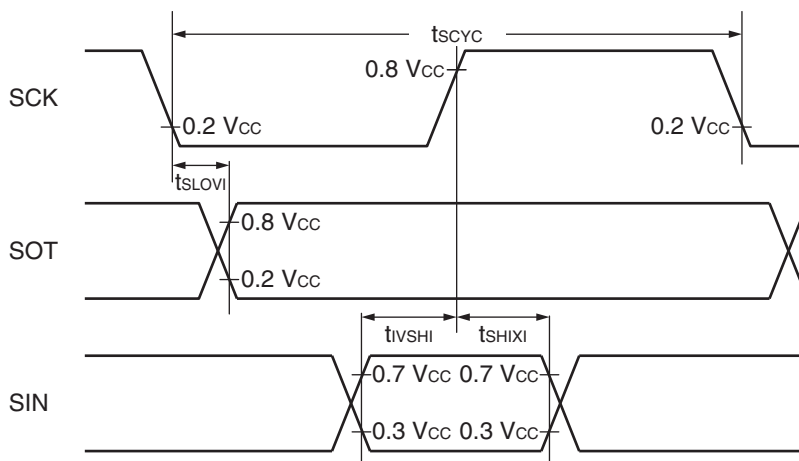 tSCYC
SCK
0.8 VCC
0.2 VCC
0.2 VCC
tSLOVI
SOT
0.8 VCC
0.2 VCC
tIVSHI
tSHIXI
SIN
0.7 VCC
0.7 VCC
0.3 VCC
0.3 VCC